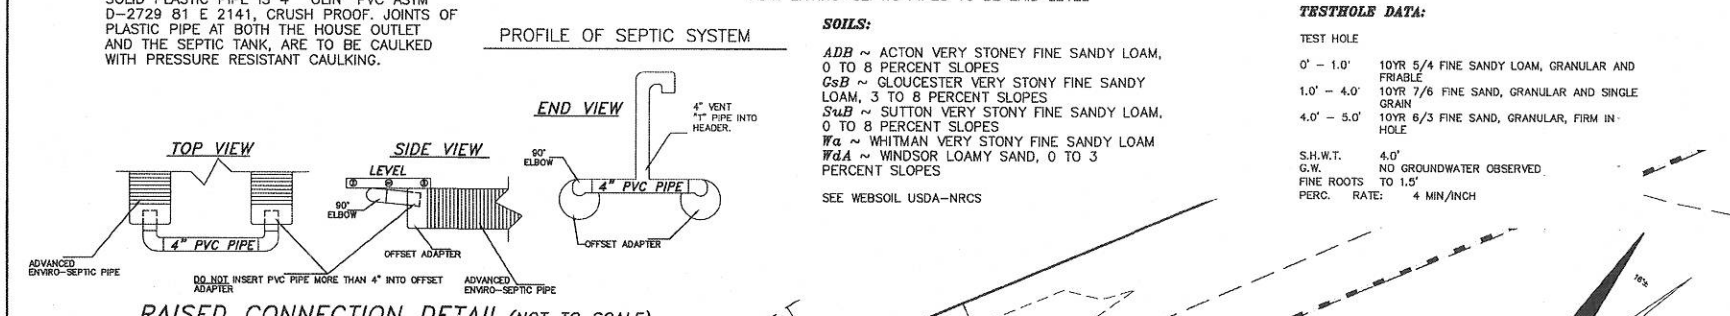 SOLID PLASTIC PIPE IS 4" "OLIN" PVC ASTM
D-2729 81 E 2141, CRUSH PROOF. JOINTS OF
PLASTIC PIPE AT BOTH THE HOUSE OUTLET
AND THE SEPTIC TANK, ARE TO BE CAULKED
WITH PRESSURE RESISTANT CAULKING.
PROFILE OF SEPTIC SYSTEM
TOP VIEW
4" PVC PIPE
ADVANCED
ENVIRO-SEPTIC PIPE
DO NOT INSERT PVC PIPE MORE THAN 4" INTO OFFSET
ADAPTER
SIDE VIEW
LEVEL
90°
ELBOW
OFFSET ADAPTER
ADVANCED
ENVIRO-SEPTIC PIPE
END VIEW
4" VENT
"T" PIPE INTO
HEADER.
90°
ELBOW
4" PVC PIPE
OFFSET ADAPTER
RAISED CONNECTION DETAIL (NOT TO SCALE)
SOILS:
ADB ~ ACTON VERY STONEY FINE SANDY LOAM,
0 TO 8 PERCENT SLOPES
GsB ~ GLOUCESTER VERY STONY FINE SANDY
LOAM, 3 TO 8 PERCENT SLOPES
SuB ~ SUTTON VERY STONY FINE SANDY LOAM,
0 TO 8 PERCENT SLOPES
Wa ~ WHITMAN VERY STONY FINE SANDY LOAM
WdA ~ WINDSOR LOAMY SAND, 0 TO 3
PERCENT SLOPES
SEE WEBSOIL USDA-NRCS
TESTHOLE DATA:
TEST HOLE
0' - 1.0' 10YR 5/4 FINE SANDY LOAM, GRANULAR AND
FRIABLE
1.0' - 4.0' 10YR 7/6 FINE SAND, GRANULAR AND SINGLE
GRAIN
4.0' - 5.0' 10YR 6/3 FINE SAND, GRANULAR, FIRM IN
HOLE
S.H.W.T. 4.0'
G.W. NO GROUNDWATER OBSERVED
FINE ROOTS TO 1.5'
PERC. RATE: 4 MIN/INCH